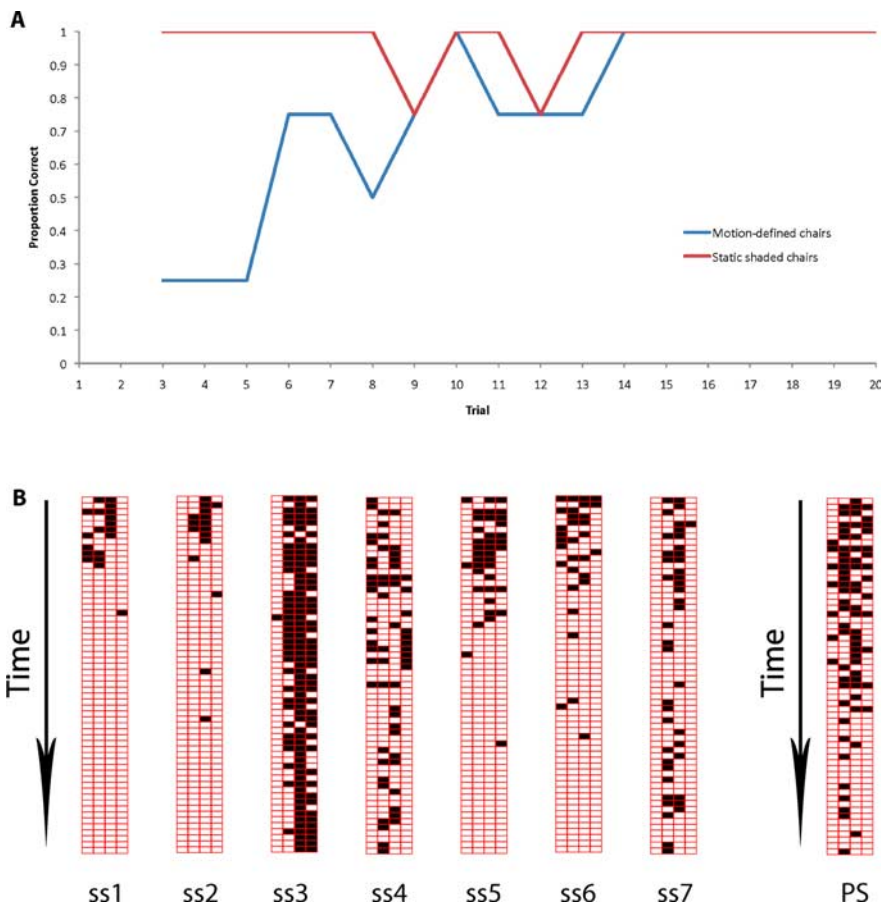 A
1
0.9
0.8
0.7
0.6
0.5
0.4
0.3
0.2
0.1
0
Proportion Correct
Motion-defined chairs
Static shaded chairs
1 2 3 4 5 6 7 8 9 10 11 12 13 14 15 16 17 18 19 20
Trial
B
Time
Time
ss1 ss2 ss3 ss4 ss5 ss6 ss7 PS